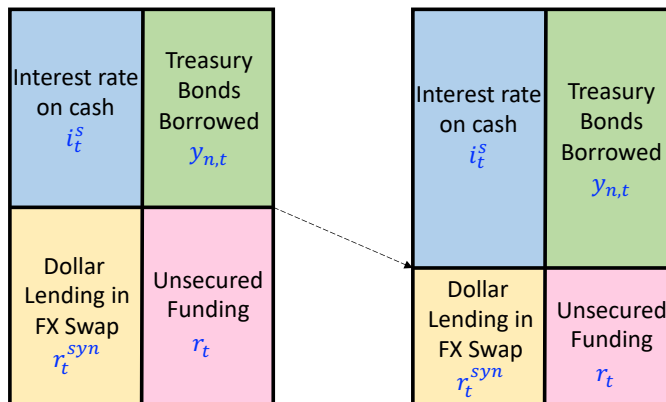 Interest rate
on cash
i_t^s
Treasury
Bonds
Borrowed
y_{n,t}
Dollar
Lending in
FX Swap
r_t^{syn}
Unsecured
Funding
r_t
Interest rate
on cash
i_t^s
Treasury
Bonds
Borrowed
y_{n,t}
Dollar
Lending in
FX Swap
r_t^{syn}
Unsecured
Funding
r_t